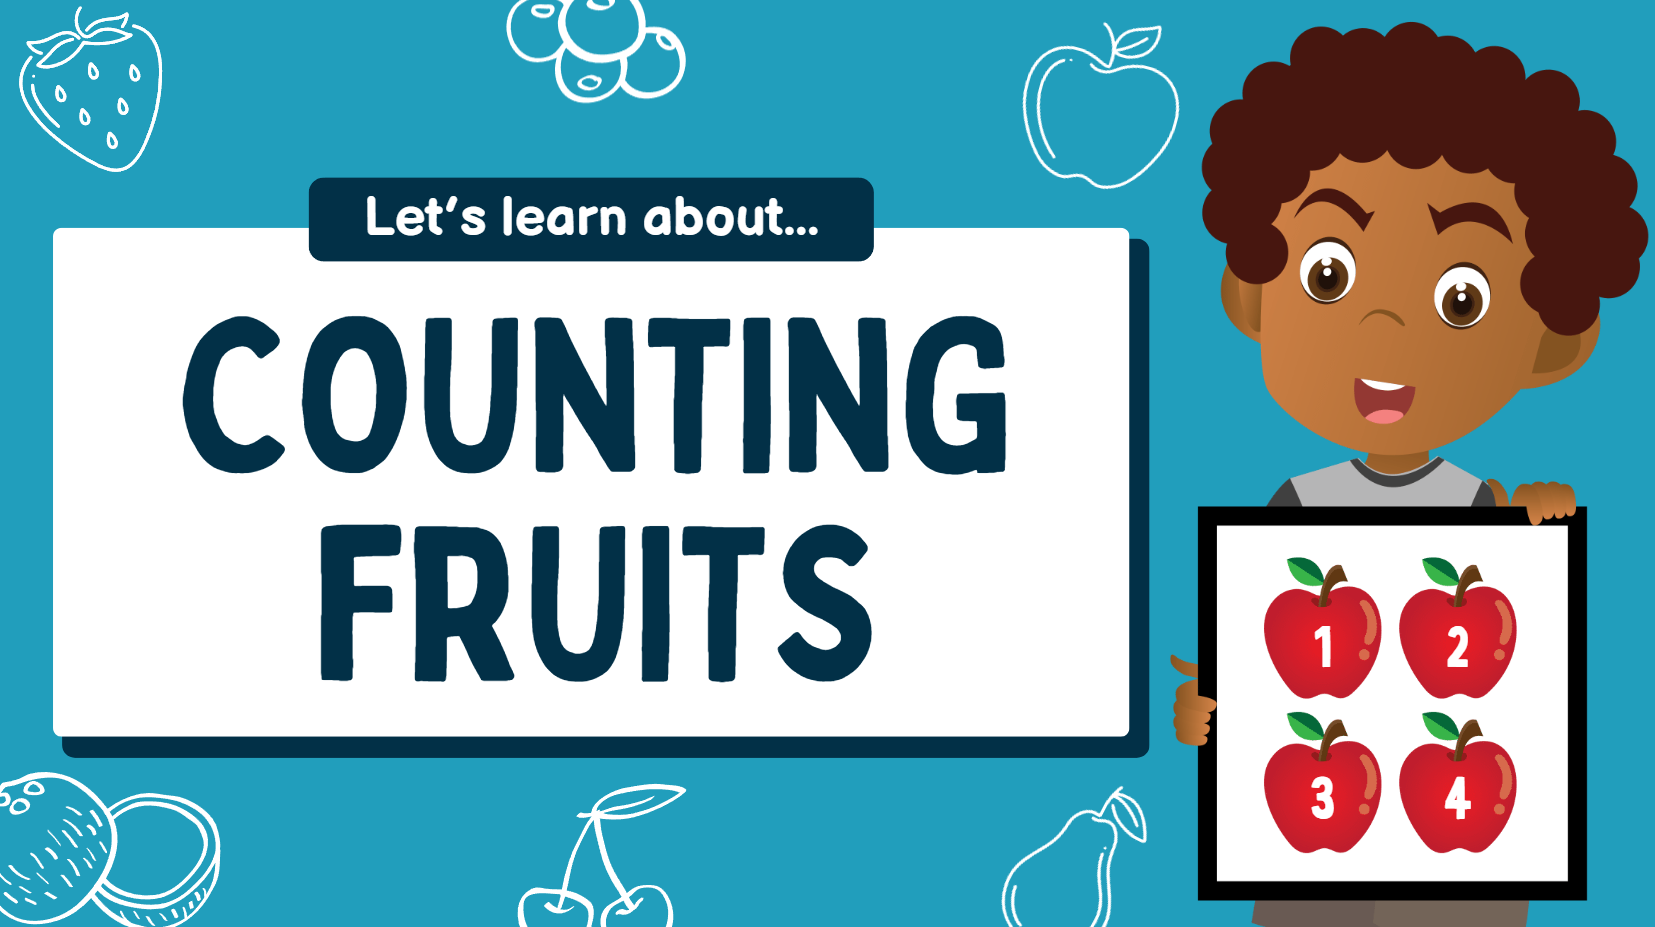 Let's learn about...
COUNTING
FRUITS
1 2
3 4